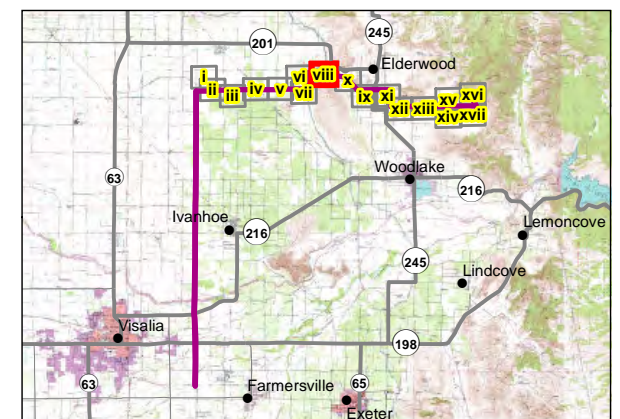 245
201
Elderwood
i
ii
iii
iv
v
vi
vii
viii
x
ix
xi
xii
xiii
xv
xvi
xiv
xvii
Woodlake
63
216
Ivanhoe
216
Lemoncove
245
Lindcove
Visalia
198
63
Farmersville
65
Exeter